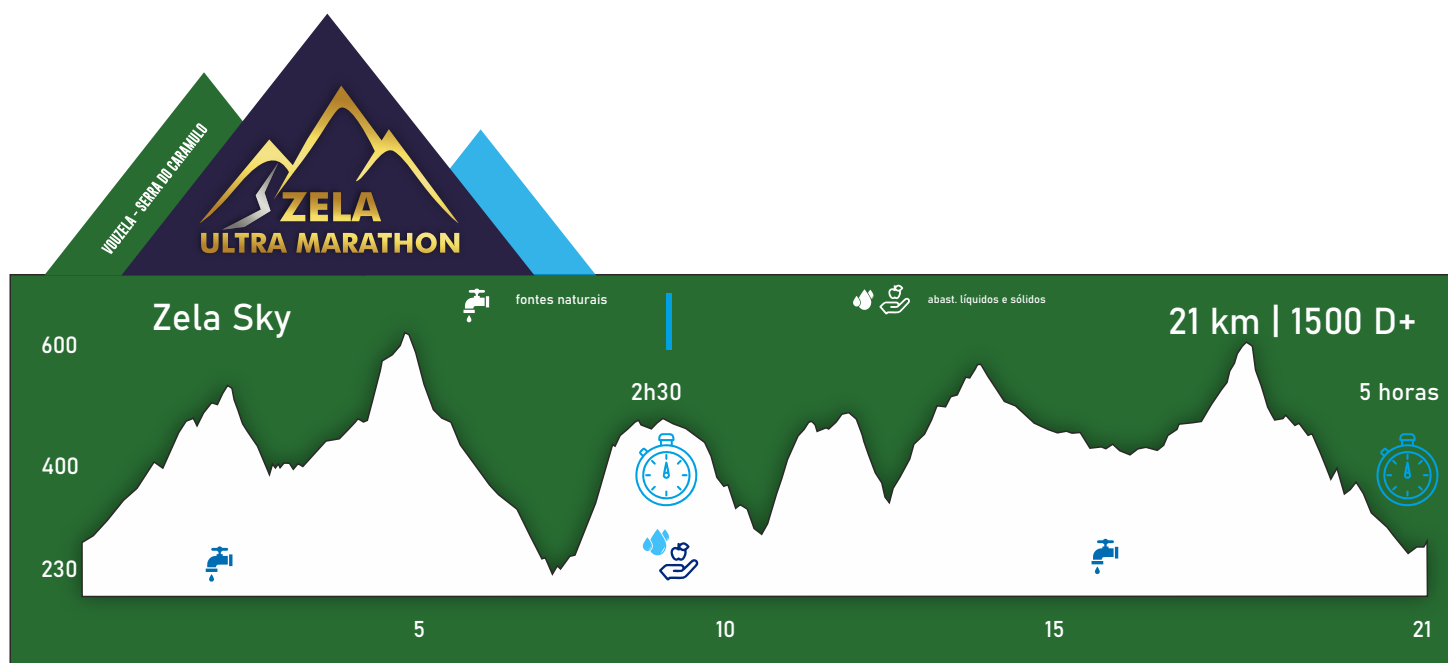 VOUZELA - SERRA DO CARAMULO
ZELA
ULTRA MARATHON
Zela Sky
fontes naturais
abast. líquidos e sólidos
21 km | 1500 D+
600
2h30
5 horas
400
230
5
10
15
21